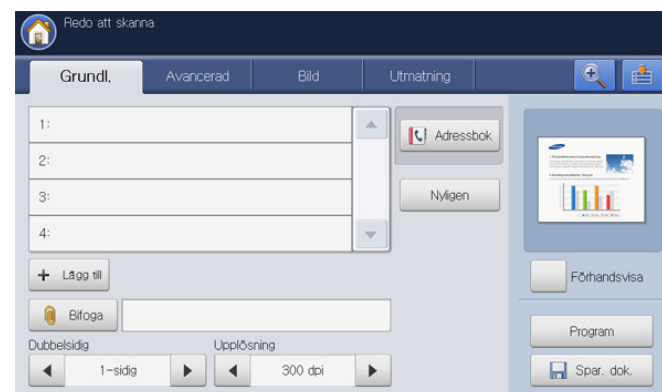 Redo att skanna
Grundl.
Avancerad
Bild
Utmatning
1:
2:
3:
4:
Adressbok
Nyligen
+ Lägg till
Bifoga
Förhandsvisa
Dubbelsidig
Upplösning
1-sidig
300 dpi
Program
Spar. dok.